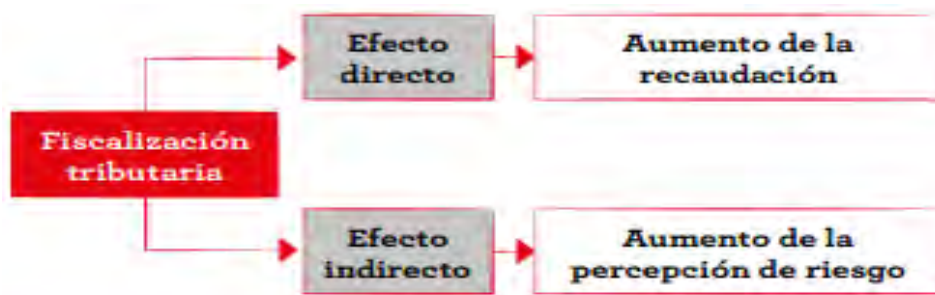 Efecto
directo
Aumento de la
recaudación
Fiscalización
tributaria
Efecto
indirecto
Aumento de la
percepción de riesgo